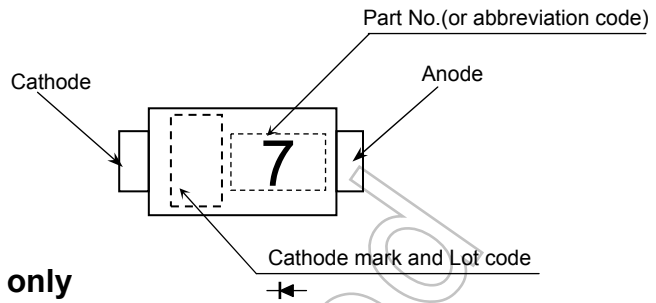 Part No.(or abbreviation code)
Cathode
Anode
7
Cathode mark and Lot code
only